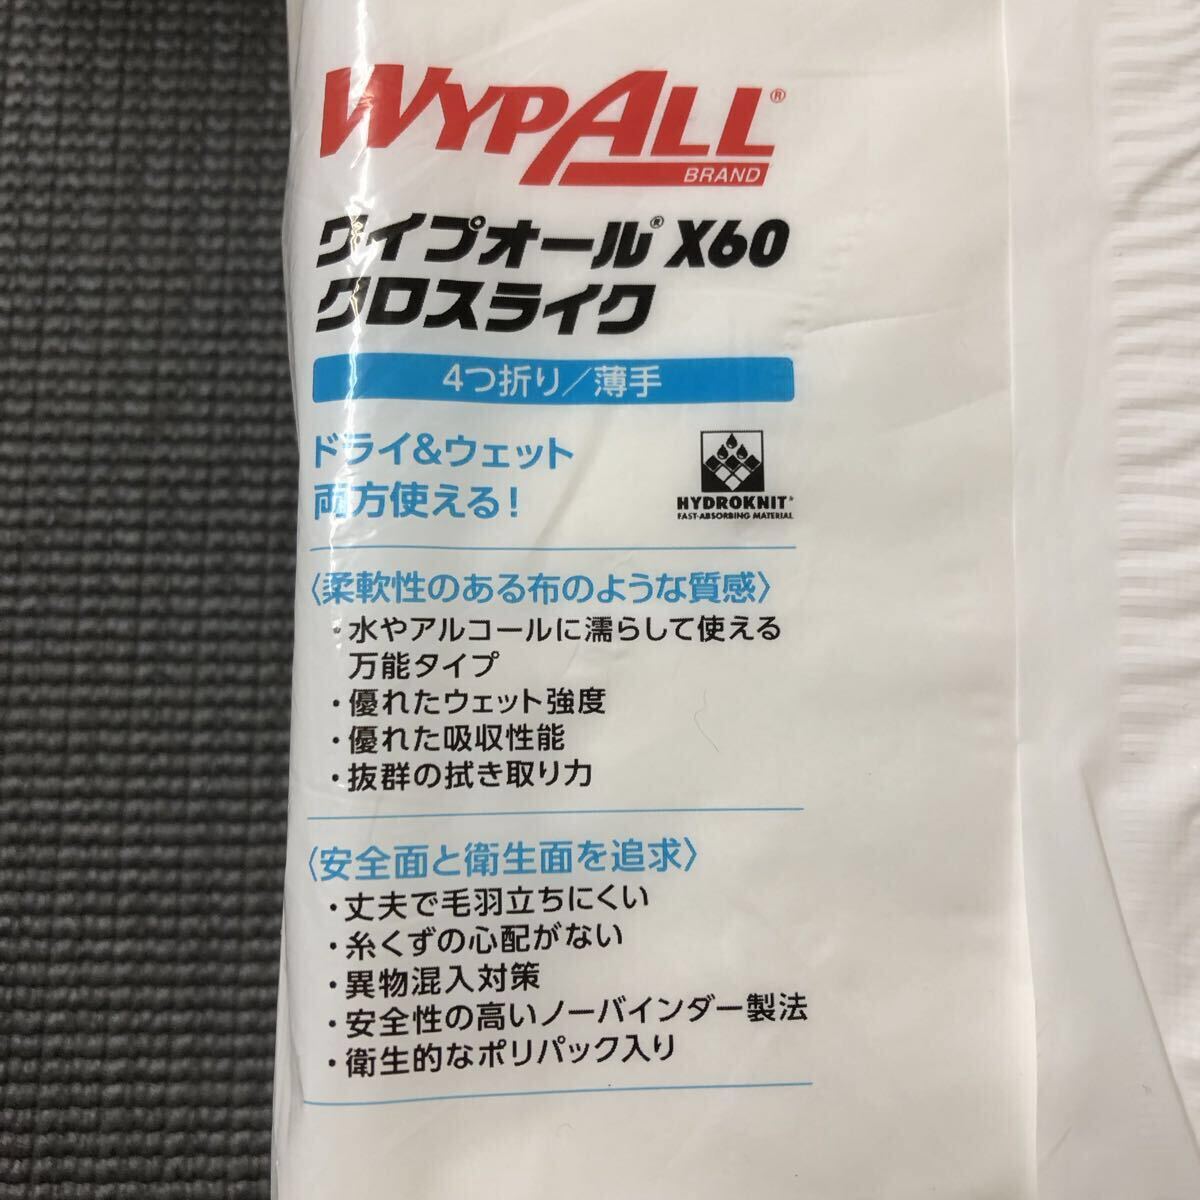 WYPALL®
BRAND
ワイプオール® X60
クロスライク
4つ折り／薄手
ドライ&ウェット
両方使える!
HYDROKNIT*
FAST-ABSORBING MATERIAL
〈柔軟性のある布のような質感〉
・水やアルコールに濡らして使える
万能タイプ
・優れたウェット強度
・優れた吸収性能
・抜群の拭き取り力
〈安全面と衛生面を追求〉
・丈夫で毛羽立ちにくい
・糸くずの心配がない
・異物混入対策
・安全性の高いノーバインダー製法
・衛生的なポリパック入り